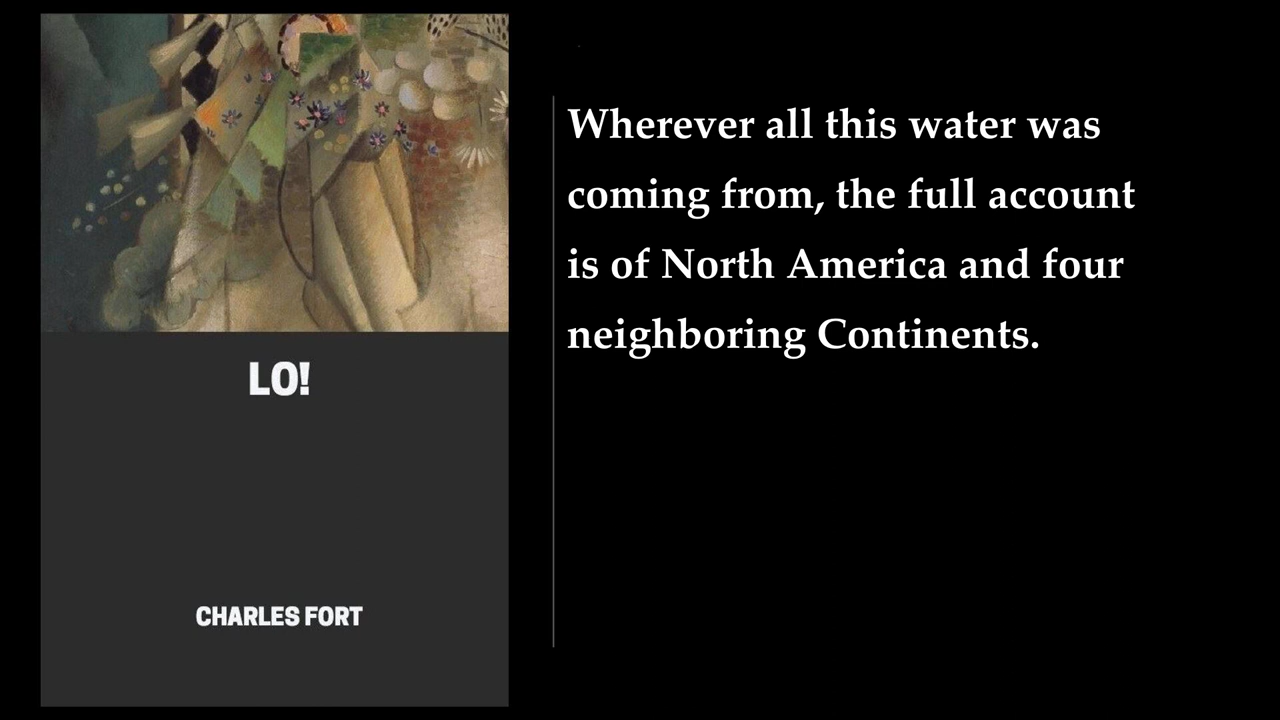 LO!
CHARLES FORT
Wherever all this water was
coming from, the full account
is of North America and four
neighboring Continents.